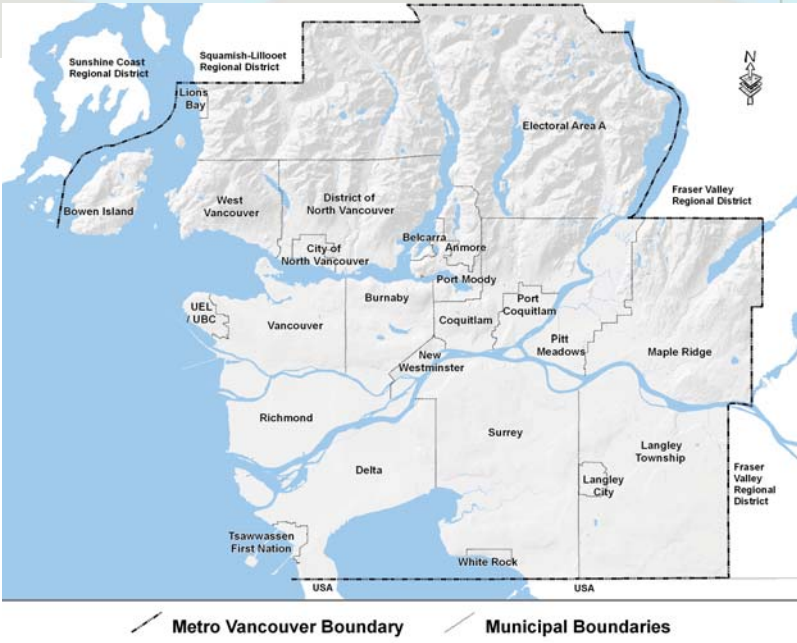 Sunshine Coast
Regional District
Squamish-Lillooet
Regional District
N
Lions
Bay
Electoral Area A
Fraser Valley
Regional District
Bowen Island
West
Vancouver
District of
North Vancouver
City of
North Vancouver
Belcarra
Anmore
Port Moody
UEL
/ UBC
Vancouver
Burnaby
Coquitlam
Port
Coquitlam
Pitt
Meadows
Maple Ridge
New
Westminster
Richmond
Surrey
Langley
Township
Delta
Langley
City
Fraser
Valley
Regional
District
Tsawwassen
First Nation
White Rock
USA
USA
Metro Vancouver Boundary
Municipal Boundaries